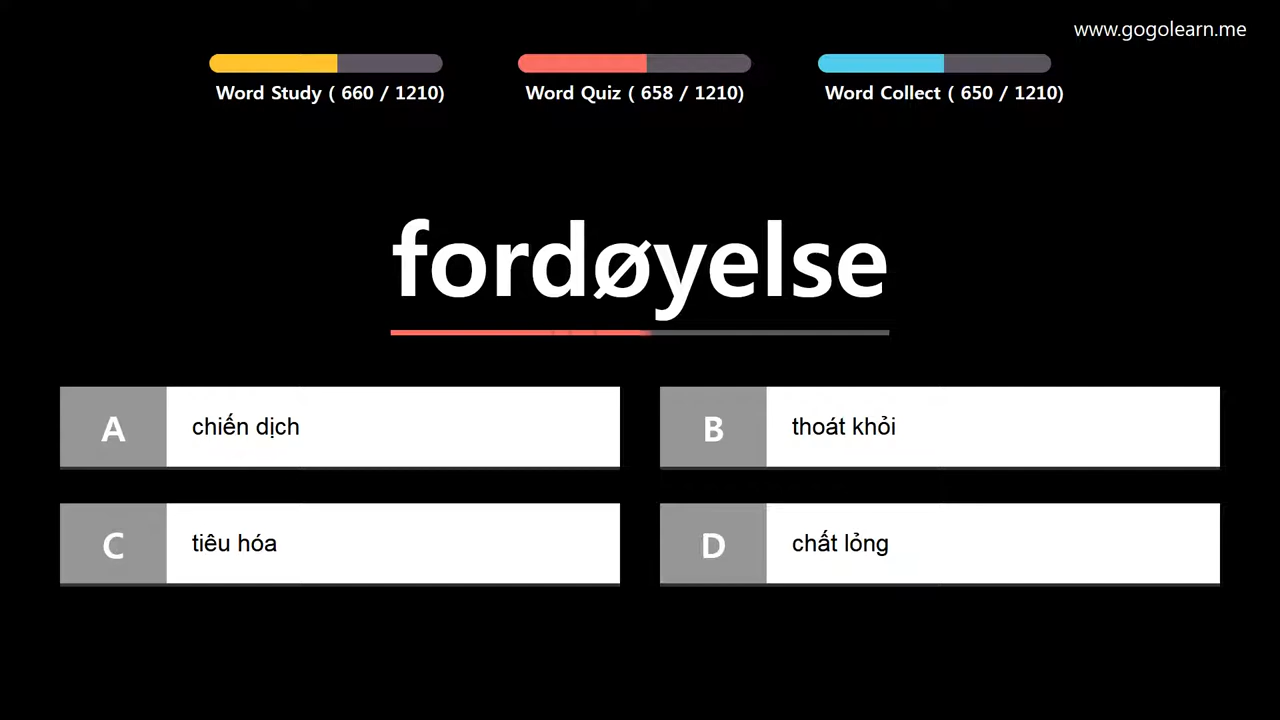 www.gogolearn.me
Word Study ( 660 / 1210)
Word Quiz ( 658 / 1210)
Word Collect ( 650 / 1210)
fordøyelse
A chiến dịch
B thoát khỏi
C tiêu hóa
D chất lỏng